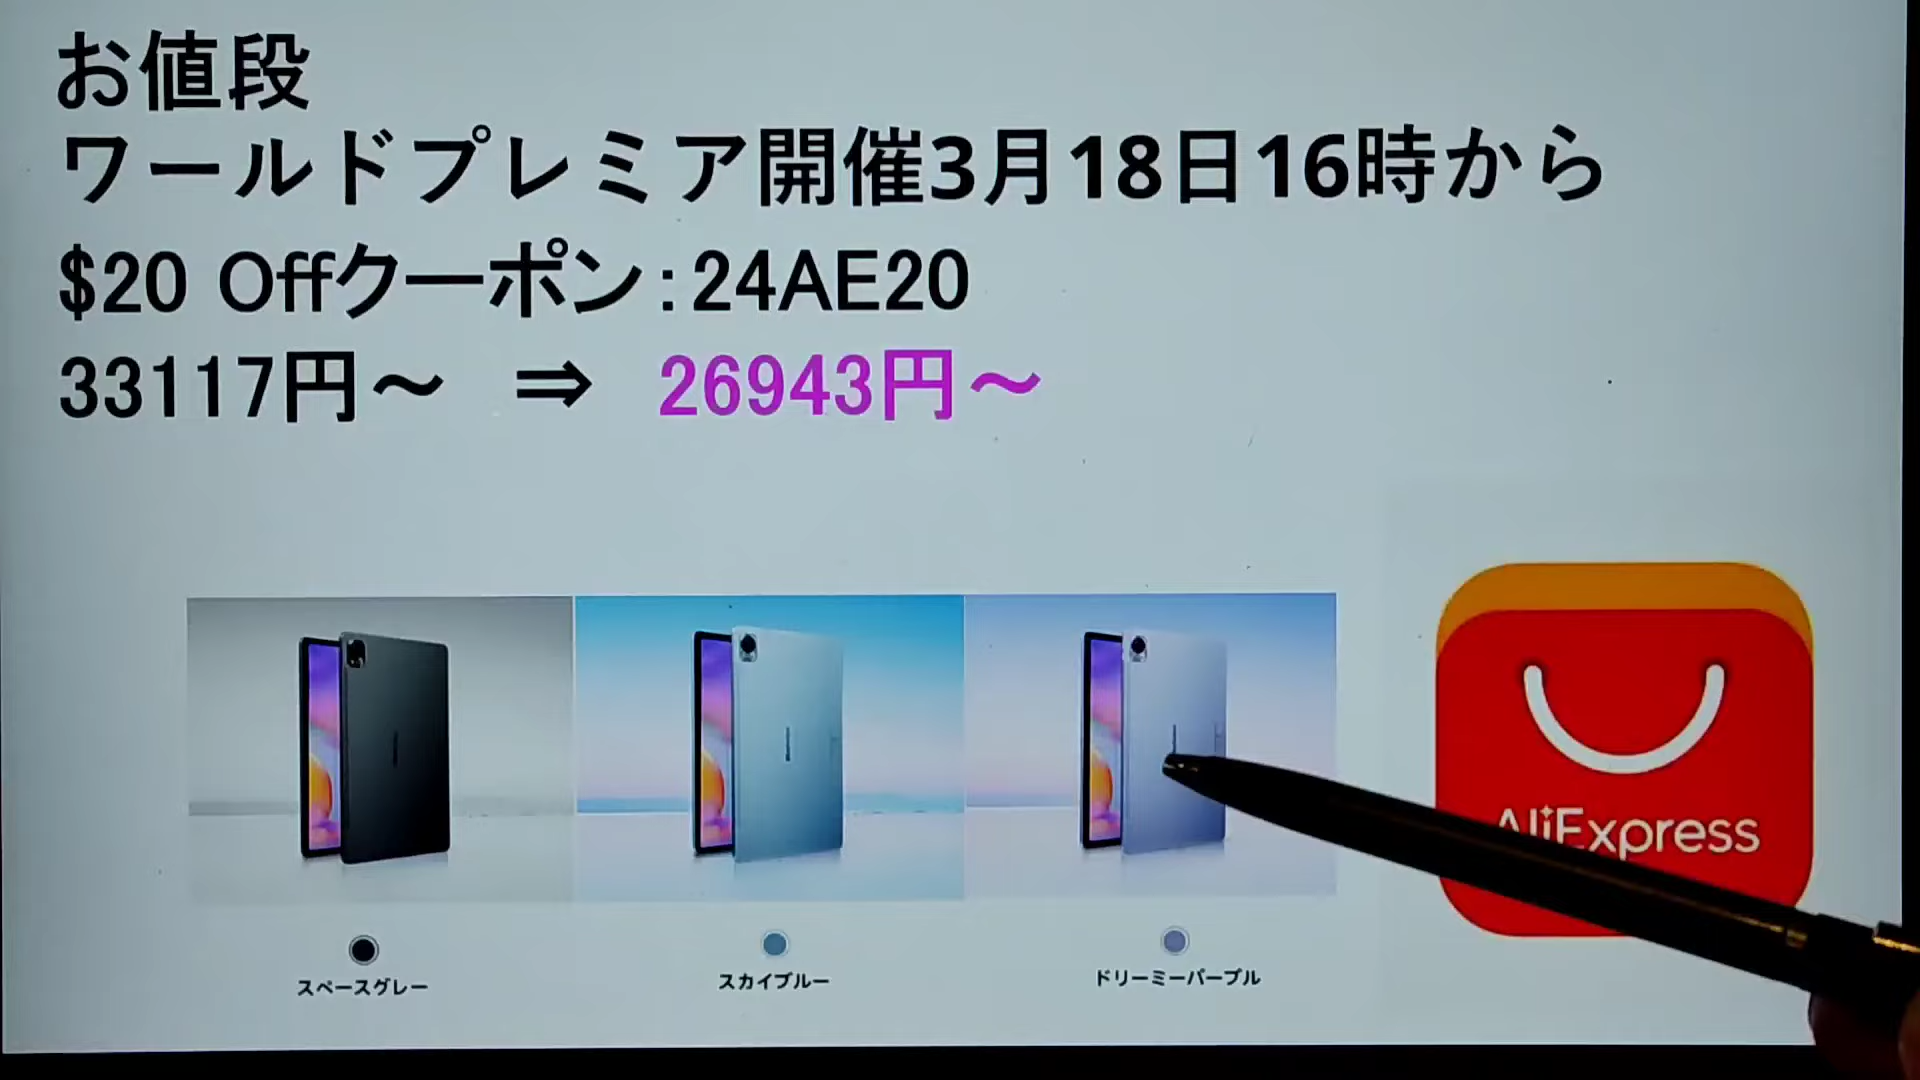 お値段
ワールドプレミア開催3月18日16時から
$20 Offクーポン:24AE20
33117円～ ⇒ 26943円～
AliExpress
スペースグレー
スカイブルー
ドリーミーパープル